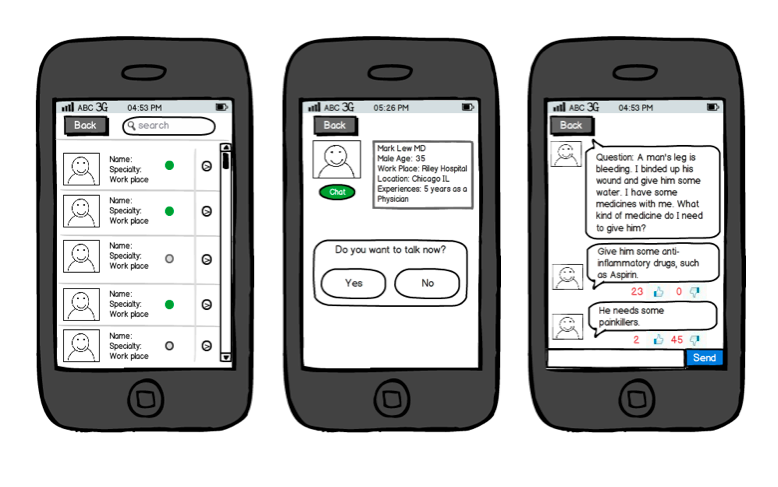 ABC 3G 04:53 PM
Back search
Name:
Specialty:
Work place
Name:
Specialty:
Work place
Name:
Specialty:
Work place
Name:
Specialty:
Work place
Name:
Specialty:
Work place
ABC 3G 05:26 PM
Back
Mark Lew MD
Male Age: 35
Work Place: Riley Hospital
Location: Chicago IL
Experiences: 5 years as a
Physician
Chat
Do you want to talk now?
Yes No
ABC 3G 04:53 PM
Back
Question: A man's leg is
bleeding. I binded up his
wound and give him some
water. I have some
medicines with me. What
kind of medicine do I need
to give him?
Give him some anti-
inflammatory drugs, such
as Aspirin.
23 0
He needs some
painkillers.
2 45
Send